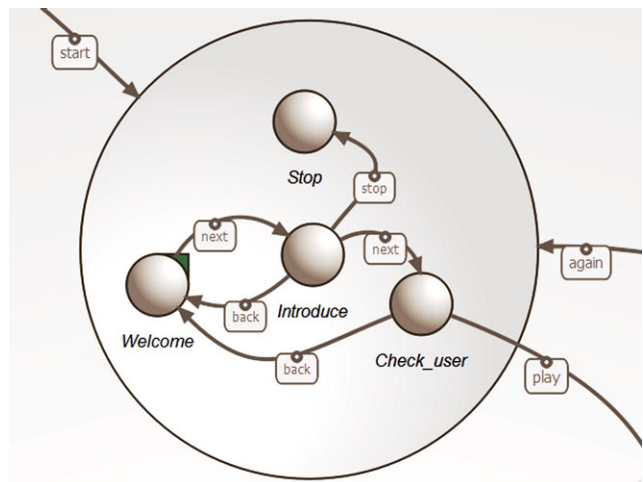 start
Stop
stop
next
next
again
back
Introduce
Welcome
Check_user
back
play